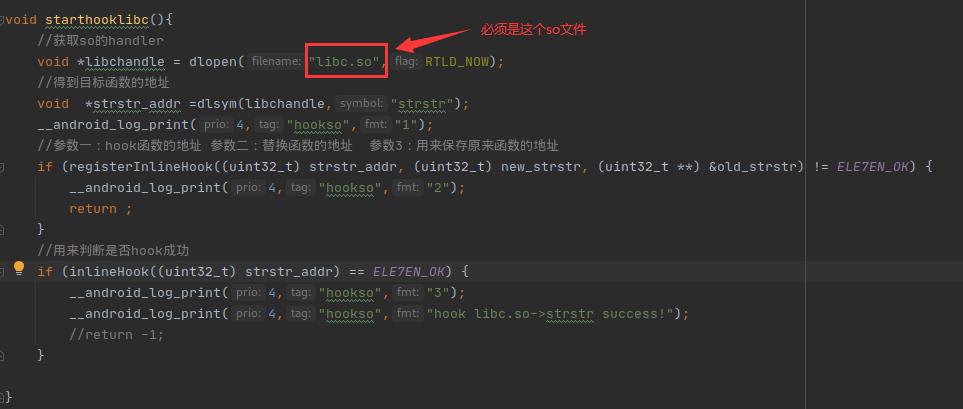 void starthooklibc(){
必须是这个so文件
//获取so的handler
void *libchandle = dlopen( filename: "libc.so", flag: RTLD_NOW);
//得到目标函数的地址
void  *strstr_addr =dlsym(libchandle, symbol: "strstr");
__android_log_print( prio: 4, tag: "hookso", fmt: "1");
//参数一：hook函数的地址 参数二：替换函数的地址  参数3：用来保存原来函数的地址
if (registerInlineHook((uint32_t) strstr_addr, (uint32_t) new_strstr, (uint32_t **) &old_strstr) != ELE7EN_OK) {
__android_log_print( prio: 4, tag: "hookso", fmt: "2");
return ;
}
//用来判断是否hook成功
if (inlineHook((uint32_t) strstr_addr) == ELE7EN_OK) {
__android_log_print( prio: 4, tag: "hookso", fmt: "3");
__android_log_print( prio: 4, tag: "hookso", fmt: "hook libc.so->strstr success!");
//return -1;
}
}